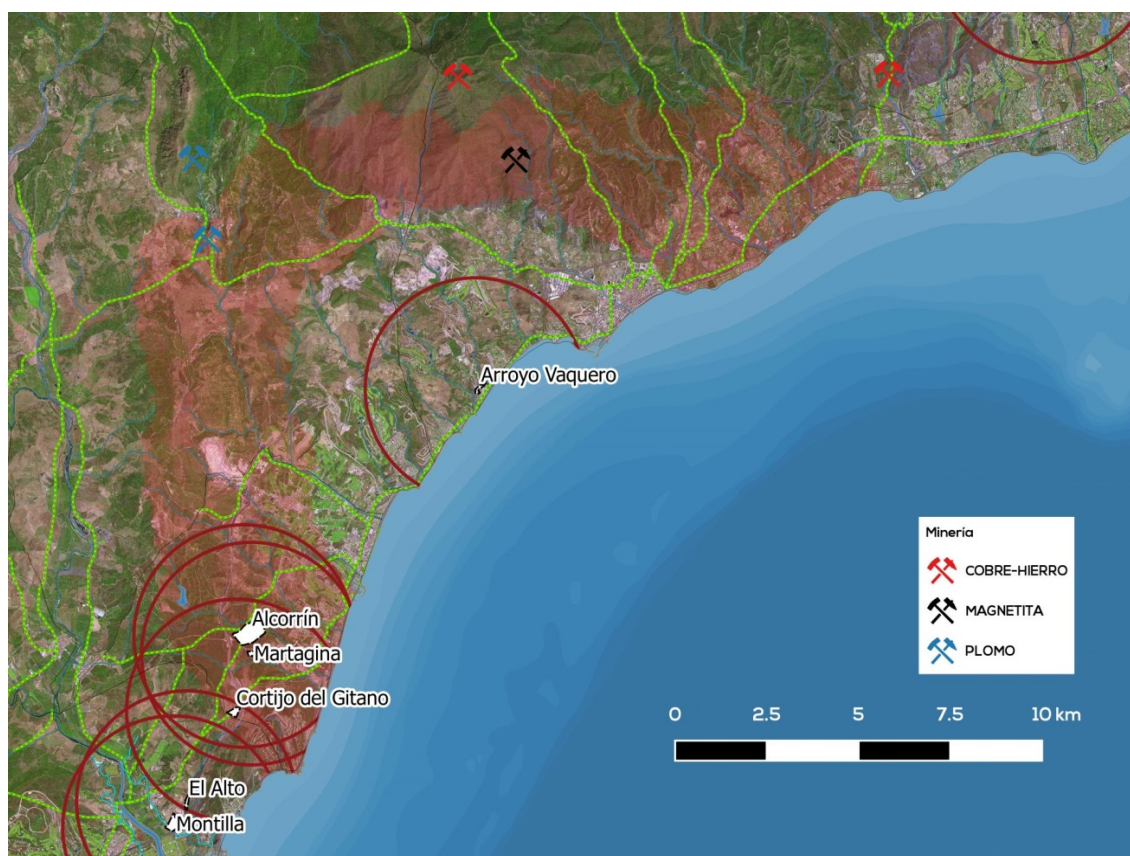 Arroyo Vaquero
Alcorrín
Martagina
Cortijo del Gitano
El Alto
Montilla
Minería
COBRE-HIERRO
MAGNETITA
PLOMO
0 2.5 5 7.5 10 km